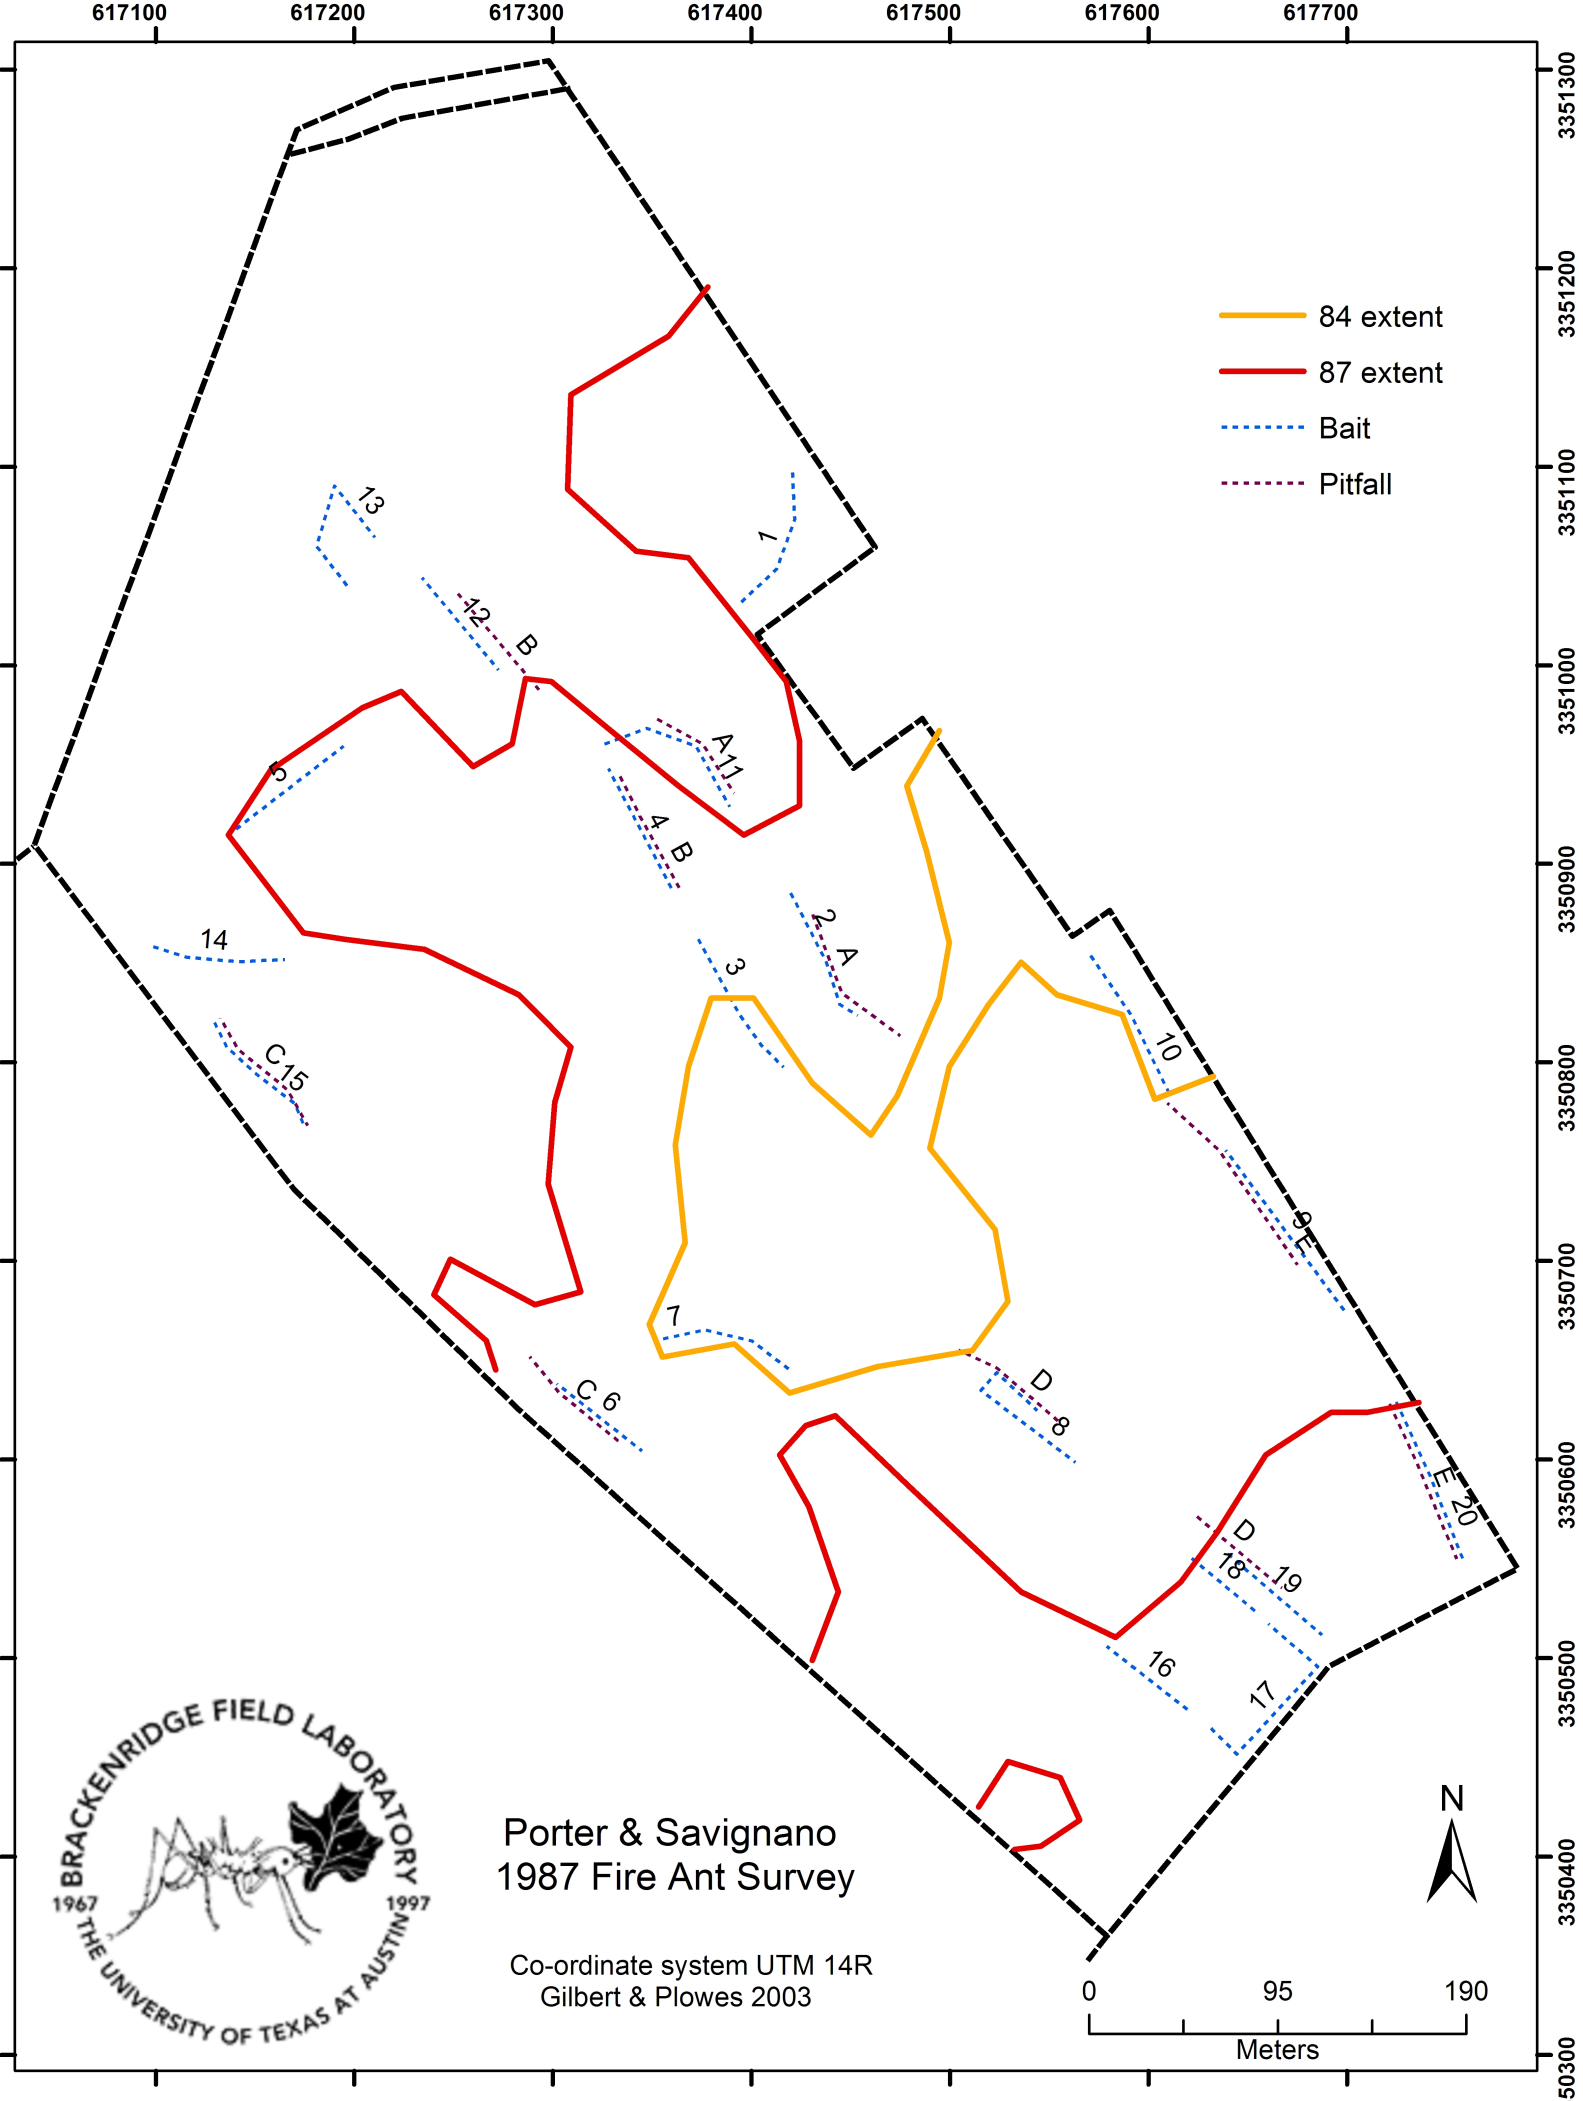 617100 617200 617300 617400 617500 617600 617700
3351300
3351200
3351100
3351000
3350900
3350800
3350700
3350600
3350500
3350400
50300
84 extent
87 extent
Bait
Pitfall
13
1
12
B
A
11
5
4
B
2
A
3
14
10
C
15
9
E
7
D
8
C
6
E
20
D
18
19
16
17
BRACKENRIDGE FIELD LABORATORY
1967
1997
THE UNIVERSITY OF TEXAS AT AUSTIN
Porter & Savignano
1987 Fire Ant Survey
Co-ordinate system UTM 14R
Gilbert & Plowes 2003
N
0 95 190
Meters